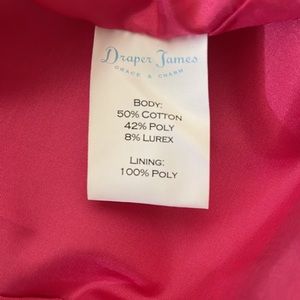 Draper James
GRACE & CHARM
BODY:
50% COTTON
42% POLY
8% LUREX
LINING:
100% POLY